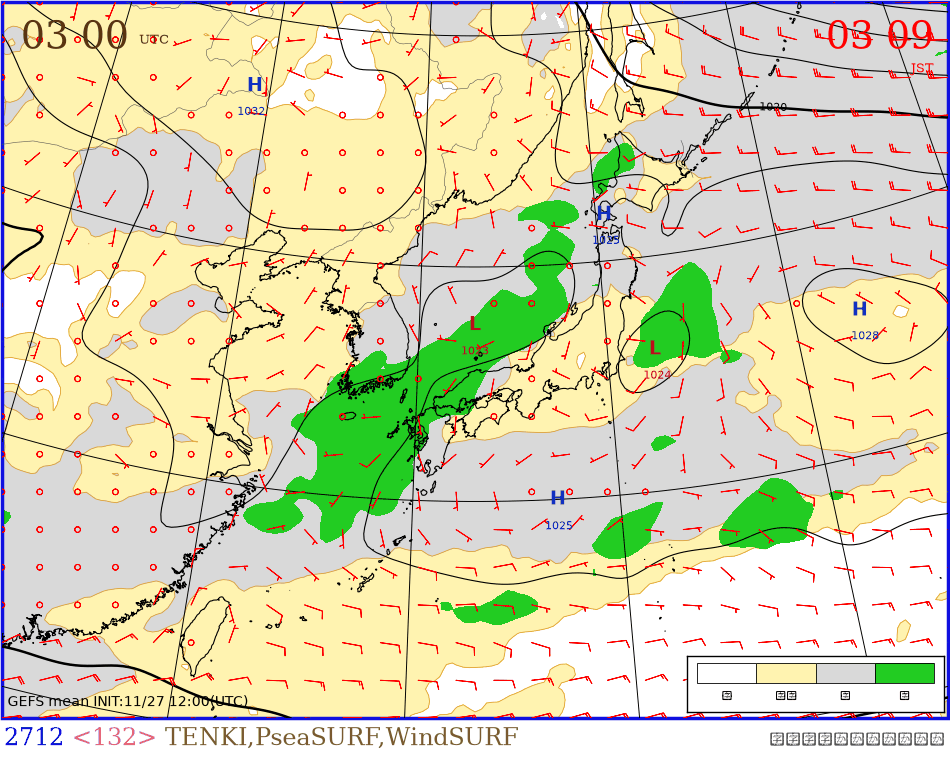 03 00 UTC
03 09
JST
H
1032
1020
H
1025
H
1028
L
1023
L
1024
H
1025
GEFS mean INIT:11/27 12:00(UTC)
2712 <132> TENKI,PseaSURF,WindSURF